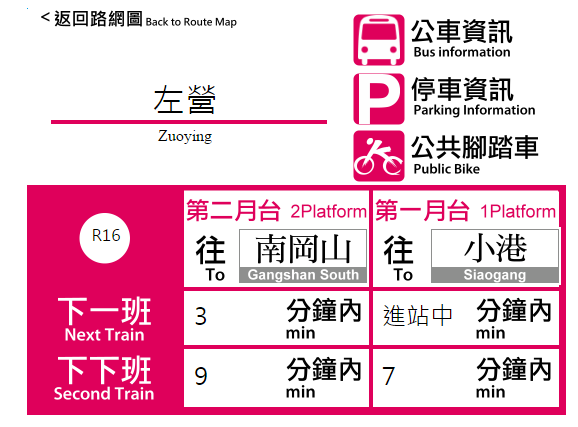 < 返回路網圖 Back to Route Map
公車資訊
Bus information
左營
Zuoying
停車資訊
Parking Information
公共腳踏車
Public Bike
R16
第二月台 2Platform
第一月台 1Platform
往 南岡山
To Gangshan South
往 小港
To Siaogang
下一班 3 分鐘內 進站中 分鐘內
Next Train min min
下下班 9 分鐘內 7 分鐘內
Second Train min min